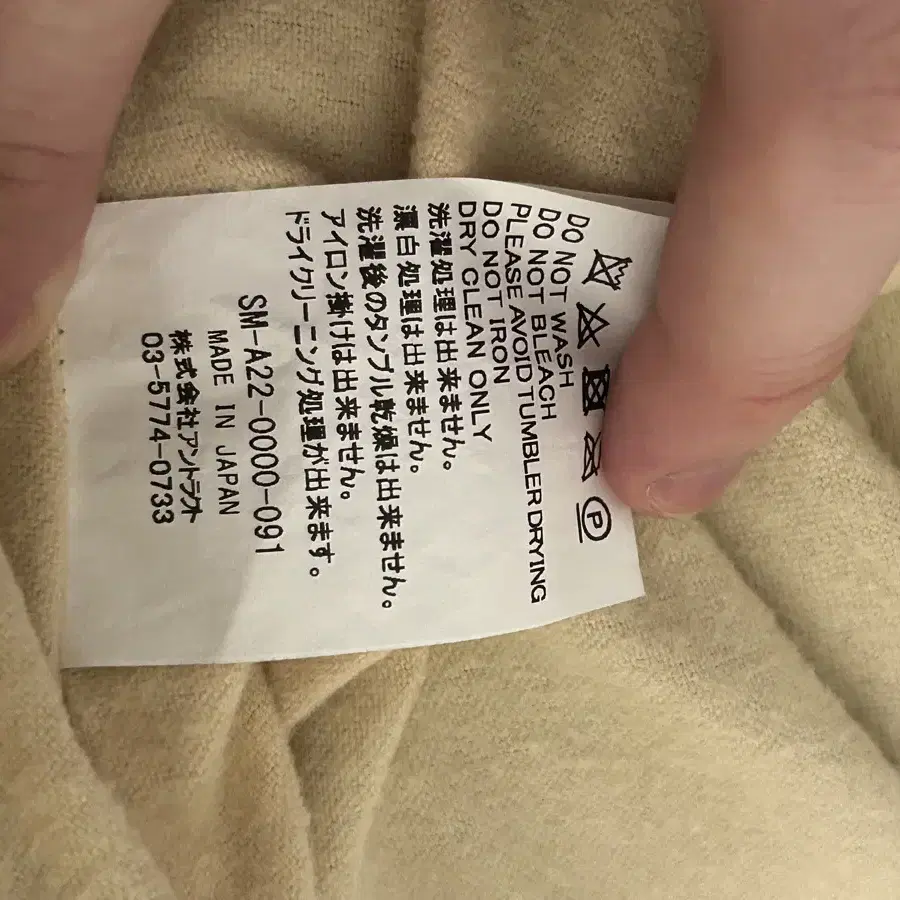 DO NOT WASH
DO NOT BLEACH
PLEASE AVOID TUMBLER DRYING
DO NOT IRON
DRY CLEAN ONLY
洗濯処理は出来ません。
漂白処理は出来ません。
洗濯後のタンブル乾燥は出来ません。
アイロン掛けは出来ません。
ドライクリーニング処理が出来ます。
SM-A22-0000-091
MADE IN JAPAN
株式会社アントラクト
03-5774-0733
P